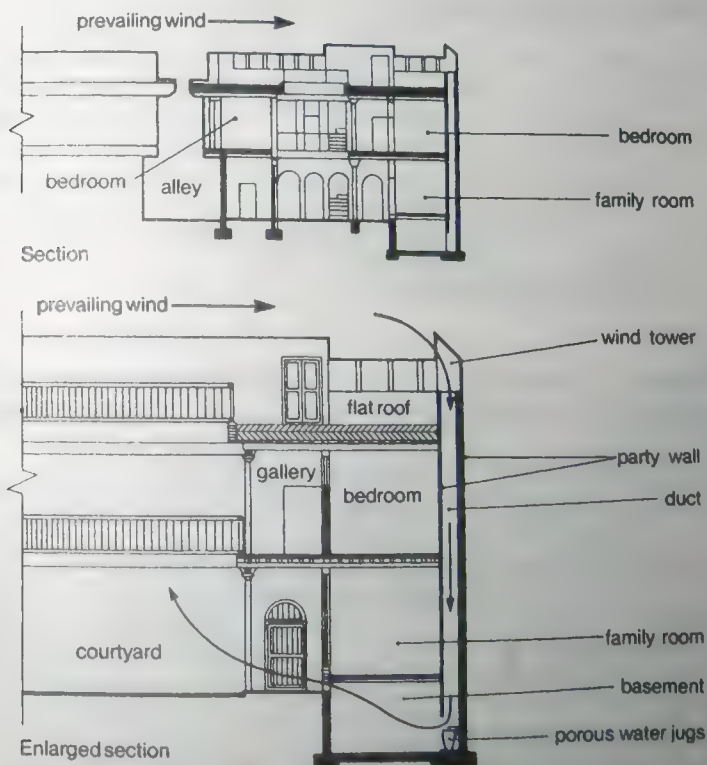 prevailing wind
bedroom
bedroom
alley
family room
Section
prevailing wind
wind tower
flat roof
party wall
gallery
bedroom
duct
courtyard
family room
basement
porous water jugs
Enlarged section